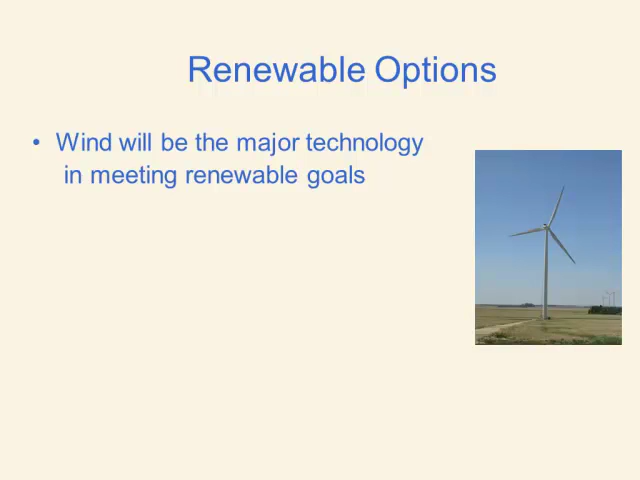 Renewable Options
• Wind will be the major technology
in meeting renewable goals